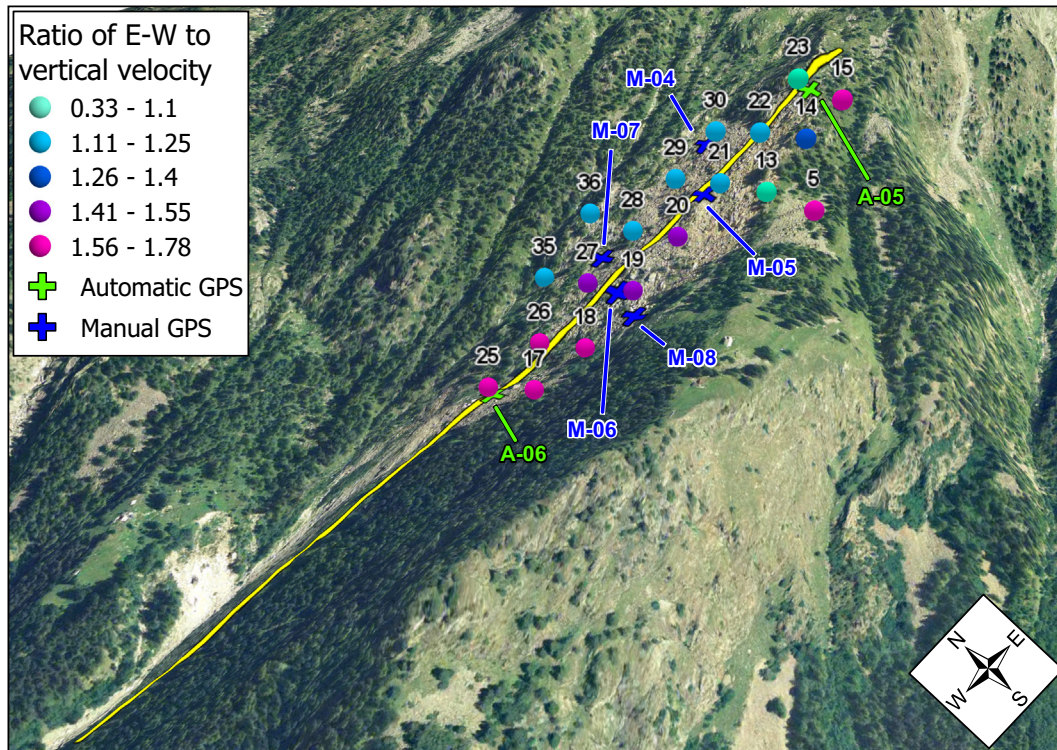 Ratio of E-W to
vertical velocity
0.33 - 1.1
1.11 - 1.25
1.26 - 1.4
1.41 - 1.55
1.56 - 1.78
Automatic GPS
Manual GPS
23
15
M-04
30
22
14
M-07
29
21
13
A-05
36
28
20
5
35
27
19
M-05
26
18
M-08
25
17
M-06
A-06
N
E
W
S